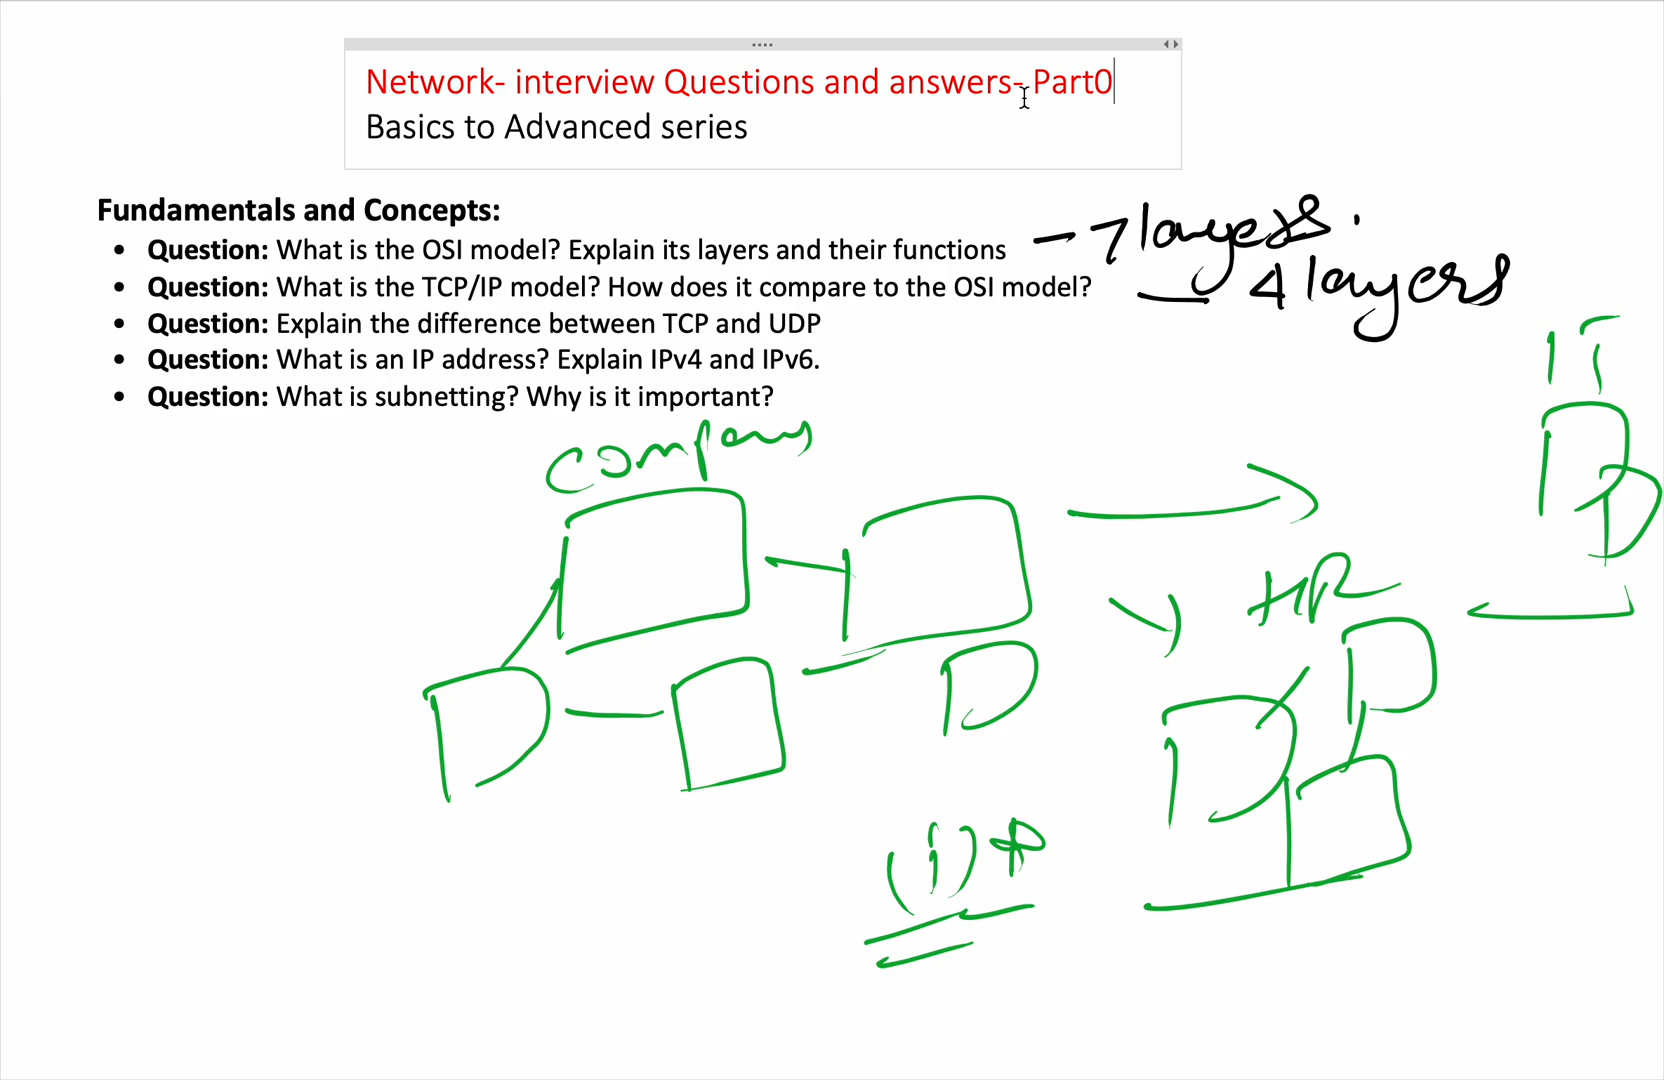 Network- interview Questions and answers- Part0
Basics to Advanced series
Fundamentals and Concepts:
• Question: What is the OSI model? Explain its layers and their functions - 7 layers.
• Question: What is the TCP/IP model? How does it compare to the OSI model? - 4 layers
• Question: Explain the difference between TCP and UDP
• Question: What is an IP address? Explain IPv4 and IPv6.
• Question: What is subnetting? Why is it important?
IT
Company
HR